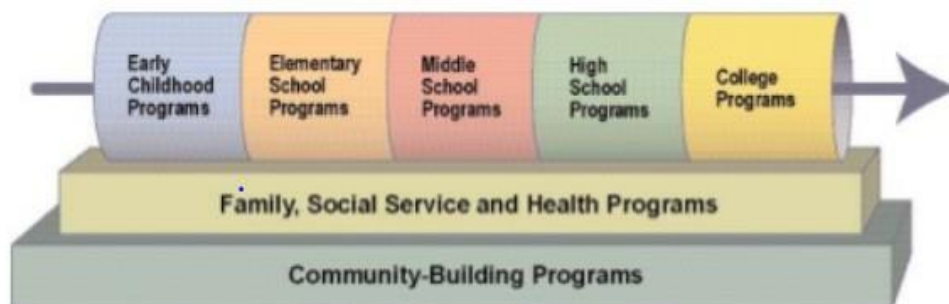 Early
Childhood
Programs
Elementary
School
Programs
Middle
School
Programs
High
School
Programs
College
Programs
Family, Social Service and Health Programs
Community-Building Programs